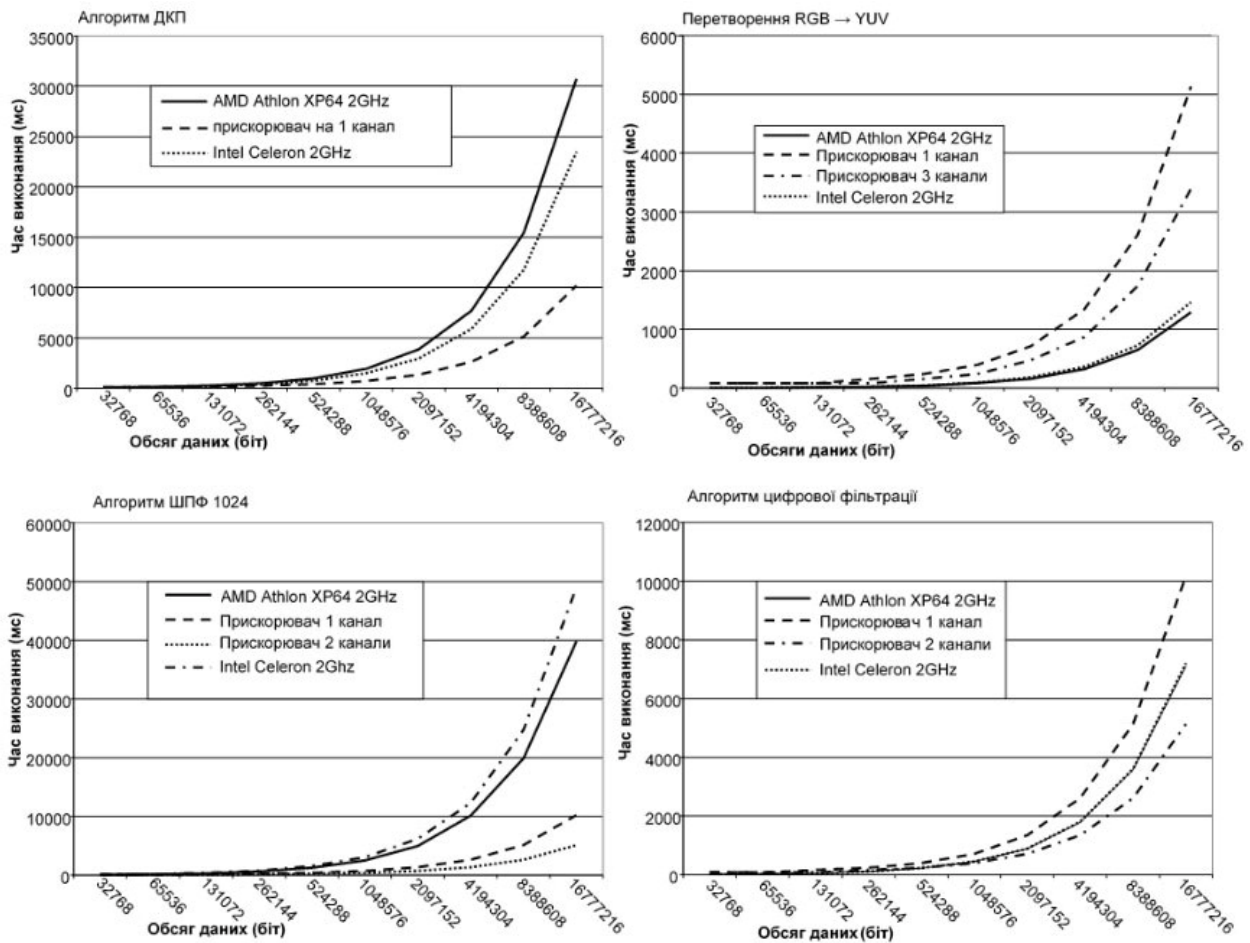 Алгоритм ДКП
Час виконання (мс)
35000
30000
25000
20000
15000
10000
5000
0
AMD Athlon XP64 2GHz
прискорювач на 1 канал
Intel Celeron 2GHz
32768
65536
131072
262144
524288
1048576
2097152
4194304
8388608
16777216
Обсяг даних (біт)
Перетворення RGB → YUV
Час виконання (мс)
6000
5000
4000
3000
2000
1000
0
AMD Athlon XP64 2GHz
Прискорювач 1 канал
Прискорювач 3 канали
Intel Celeron 2GHz
32768
65536
131072
262144
524288
1048576
2097152
4194304
8388608
16777216
Обсяги даних (біт)
Алгоритм ШПФ 1024
Час виконання (мс)
60000
50000
40000
30000
20000
10000
0
AMD Athlon XP64 2GHz
Прискорювач 1 канал
Прискорювач 2 канали
Intel Celeron 2Ghz
32768
65536
131072
262144
524288
1048576
2097152
4194304
8388608
16777216
Обсяг даних (біт)
Алгоритм цифрової фільтрації
Час виконання (мс)
12000
10000
8000
6000
4000
2000
0
AMD Athlon XP64 2GHz
Прискорювач 1 канал
Прискорювач 2 канали
Intel Celeron 2GHz
32768
65536
131072
262144
524288
1048576
2097152
4194304
8388608
16777216
Обсяг даних (біт)